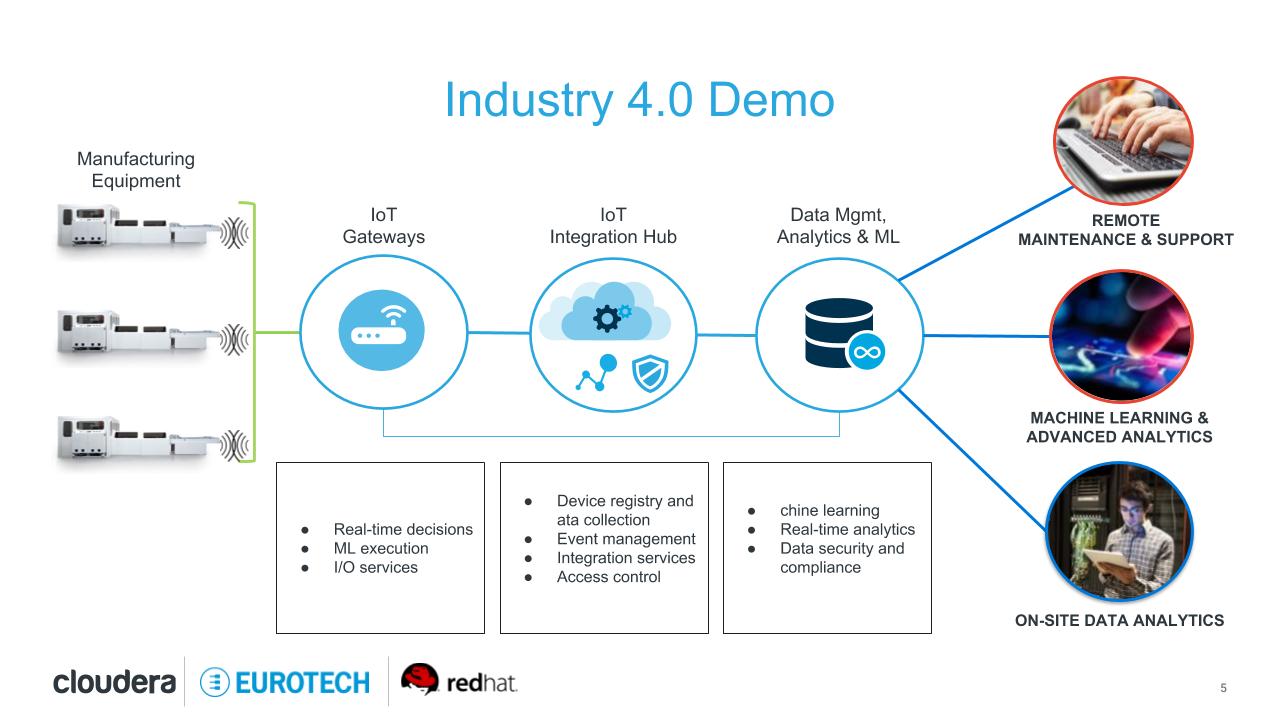 Industry 4.0 Demo
Manufacturing
Equipment
IoT
Gateways
IoT
Integration Hub
Data Mgmt,
Analytics & ML
REMOTE
MAINTENANCE & SUPPORT
MACHINE LEARNING &
ADVANCED ANALYTICS
ON-SITE DATA ANALYTICS
● Real-time decisions
● ML execution
● I/O services
● Device registry and
ata collection
● Event management
● Integration services
● Access control
● chine learning
● Real-time analytics
● Data security and
compliance
cloudera
EUROTECH
redhat.
5